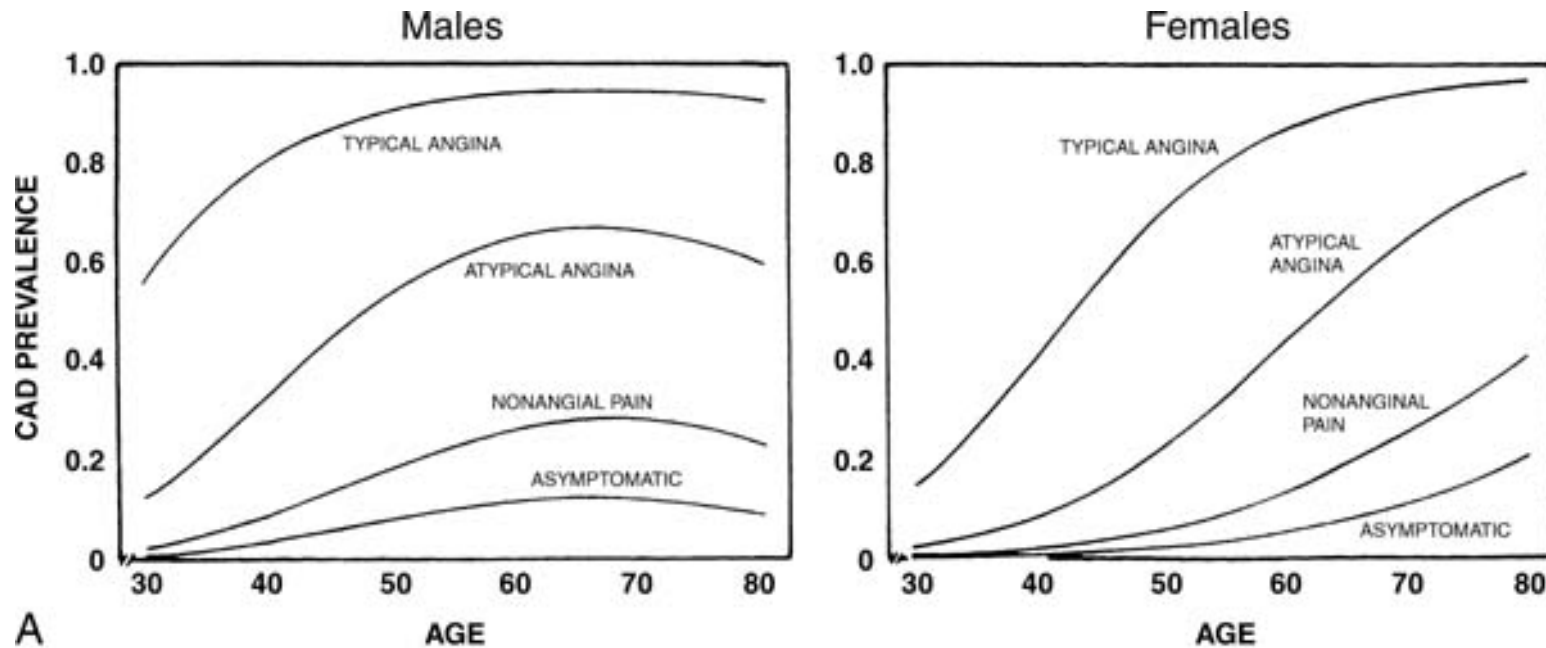 Males
CAD PREVALENCE
1.0
0.8
0.6
0.4
0.2
0
TYPICAL ANGINA
ATYPICAL ANGINA
NONANGIAL PAIN
ASYMPTOMATIC
30 40 50 60 70 80
AGE
Females
1.0
0.8
0.6
0.4
0.2
0
TYPICAL ANGINA
ATYPICAL
ANGINA
NONANGINAL
PAIN
ASYMPTOMATIC
30 40 50 60 70 80
AGE
A